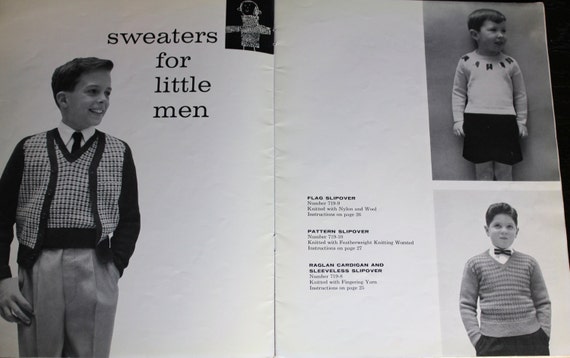 sweaters
for
little
men
FLAG SLIPOVER
Number 719-9
Knitted with Nylon and Wool
Instructions on page 26
PATTERN SLIPOVER
Number 719-10
Knitted with Featherweight Knitting Worsted
Instructions on page 27
RAGLAN CARDIGAN AND
SLEEVELESS SLIPOVER
Number 719-8
Knitted with Fingering Yarn
Instructions on page 25